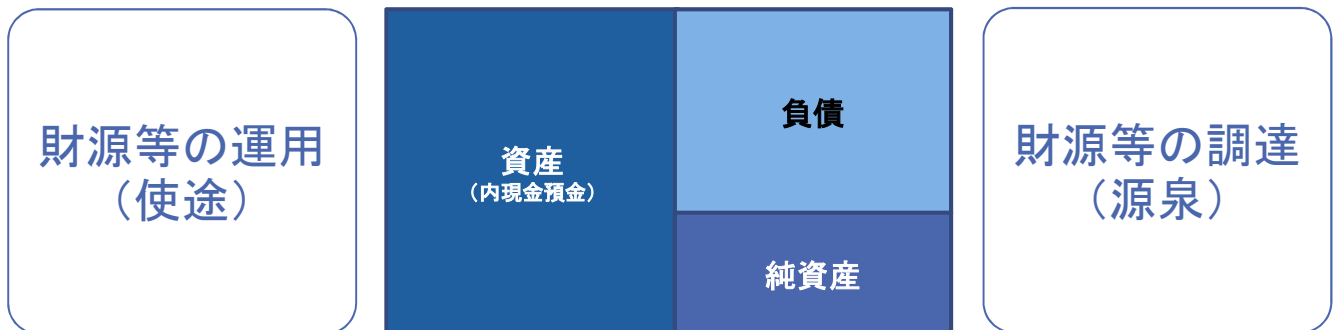 財源等の運用
（使途）
資産
（内現金預金）
負債
純資産
財源等の調達
（源泉）